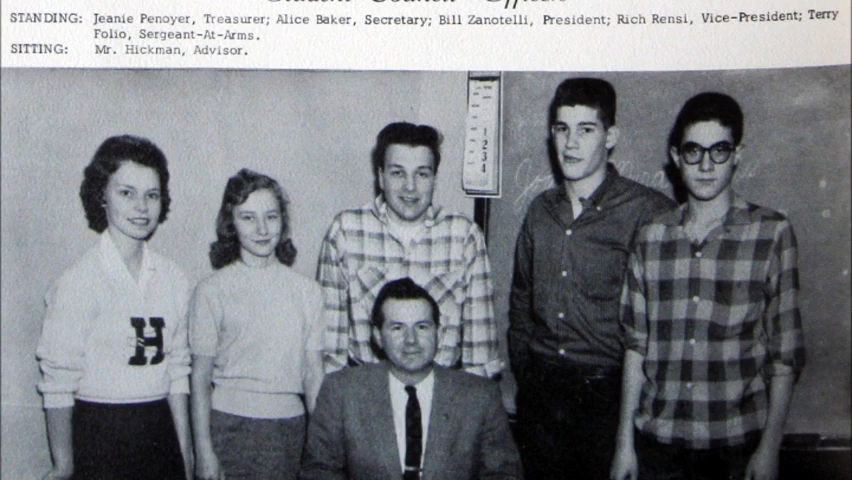 STANDING: Jeanie Penoyer, Treasurer; Alice Baker, Secretary; Bill Zanotelli, President; Rich Rensi, Vice-President; Terry
Folio, Sergeant-At-Arms.
SITTING: Mr. Hickman, Advisor.
1
2
3
4
H